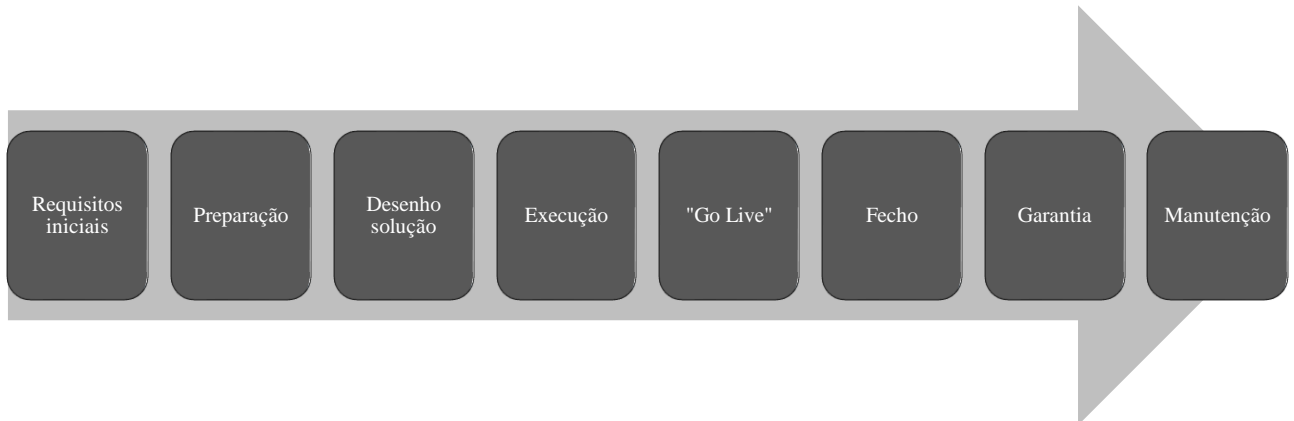 Requisitos
iniciais
Preparação
Desenho
solução
Execução
"Go Live"
Fecho
Garantia
Manutenção